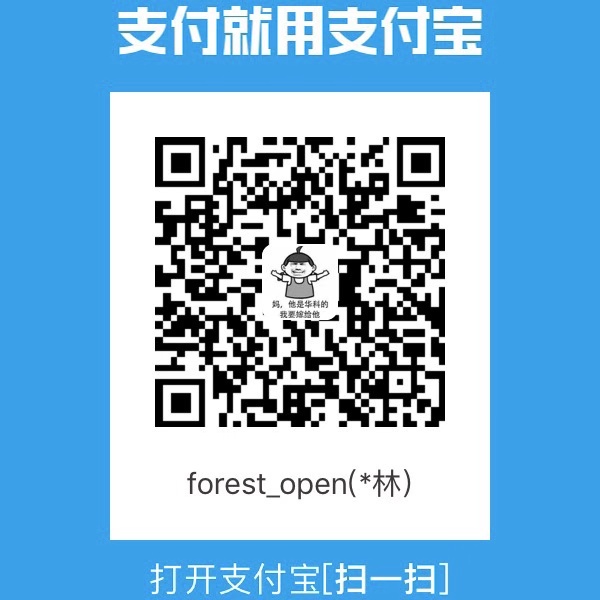 支付就用支付宝
妈，他是华科的
我要嫁给他
forest_open(*林)
打开支付宝[扫一扫]